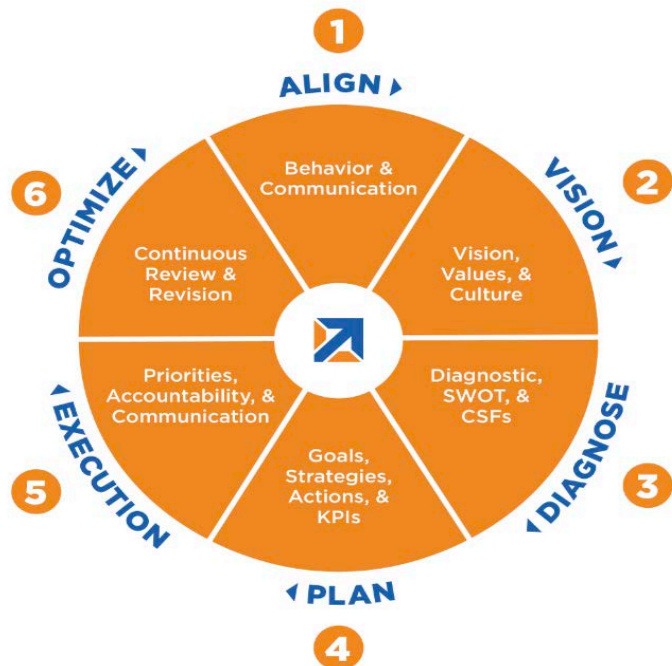 1
ALIGN
Behavior &
Communication
2
VISION
Vision,
Values, &
Culture
3
DIAGNOSE
Diagnostic,
SWOT, &
CSFs
4
PLAN
Goals,
Strategies,
Actions, &
KPIs
5
EXECUTION
Priorities,
Accountability, &
Communication
6
OPTIMIZE
Continuous
Review &
Revision